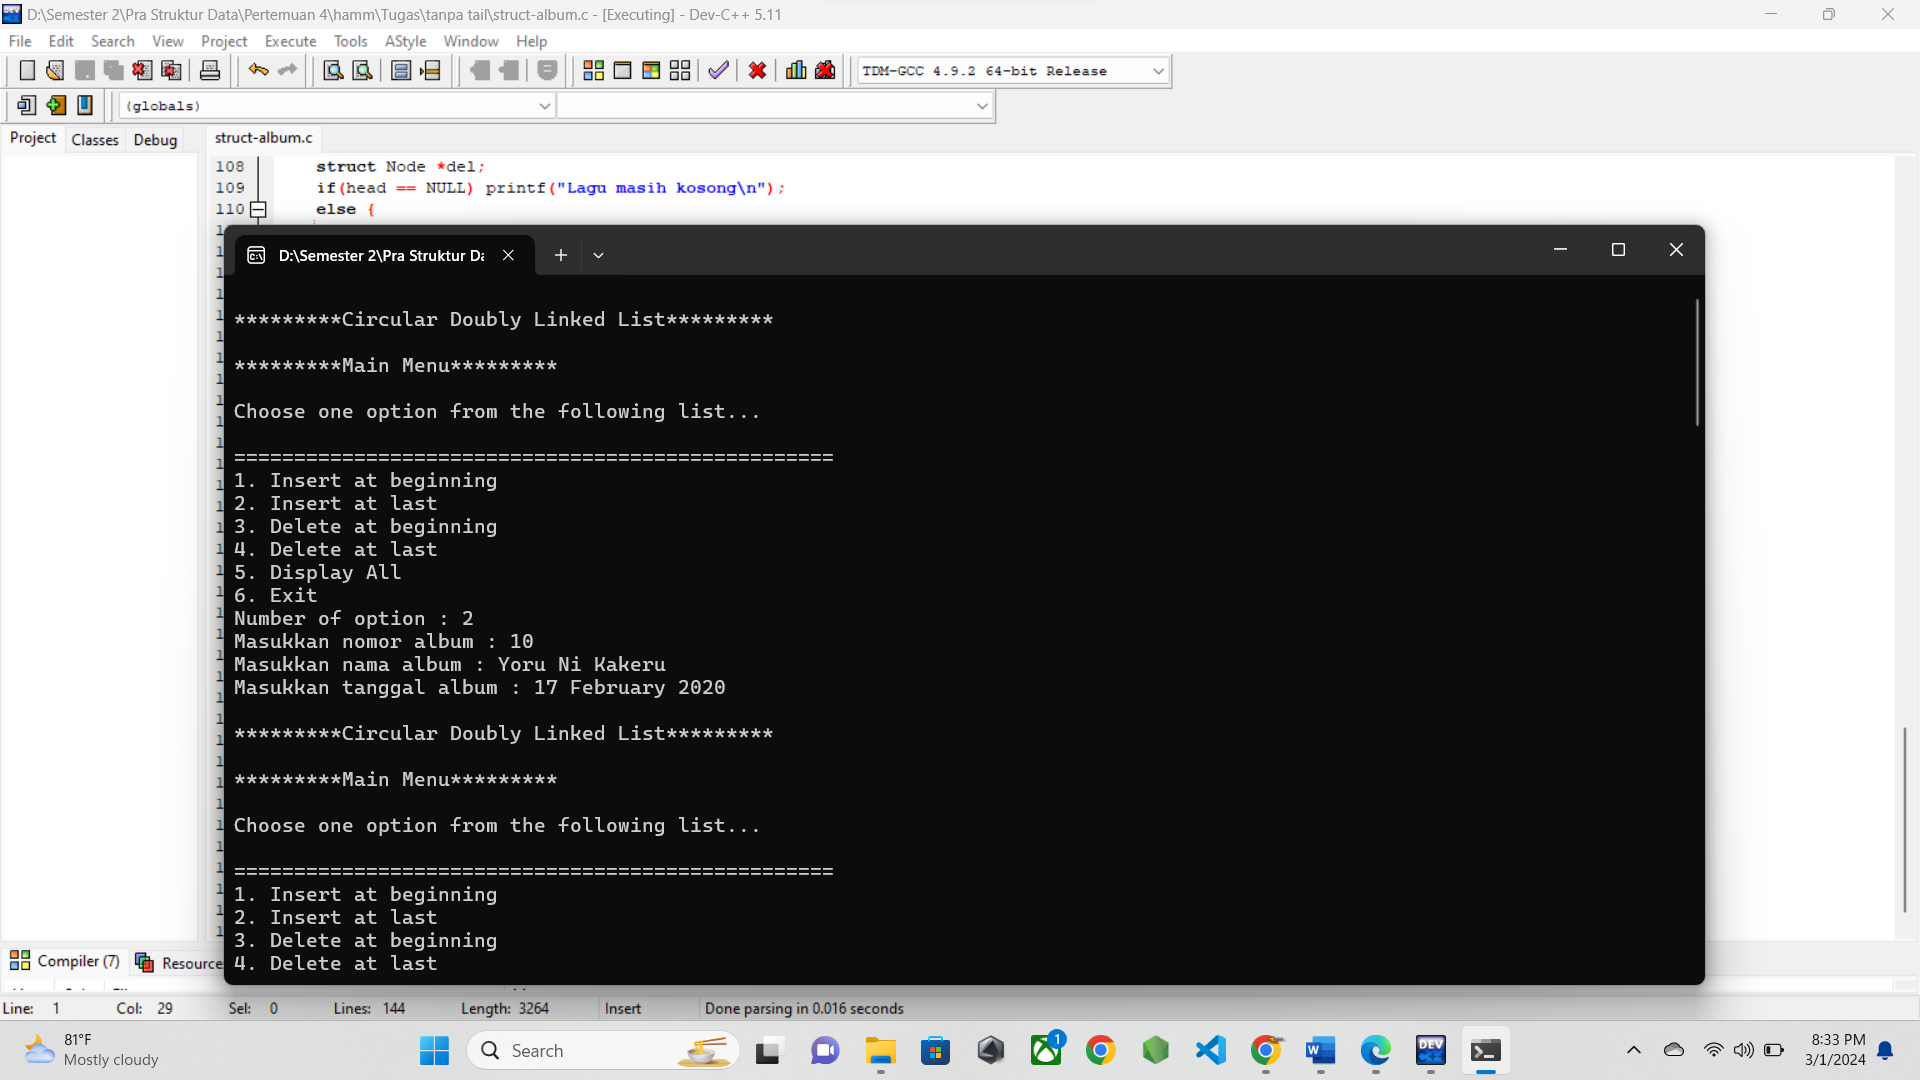 D:\Semester 2\Pra Struktur Data\Pertemuan 4\hamm\Tugas\tanpa tail\struct-album.c - [Executing] - Dev-C++ 5.11
File Edit Search View Project Execute Tools AStyle Window Help
TDM-GCC 4.9.2 64-bit Release
(globals)
Project Classes Debug struct-album.c
108 struct Node *del;
109 if(head == NULL) printf("Lagu masih kosong\n");
110 else {
D:\Semester 2\Pra Struktur Da
*********Circular Doubly Linked List*********
*********Main Menu*********
Choose one option from the following list...
==================================================
1. Insert at beginning
2. Insert at last
3. Delete at beginning
4. Delete at last
5. Display All
6. Exit
Number of option : 2
Masukkan nomor album : 10
Masukkan nama album : Yoru Ni Kakeru
Masukkan tanggal album : 17 February 2020
*********Circular Doubly Linked List*********
*********Main Menu*********
Choose one option from the following list...
==================================================
1. Insert at beginning
2. Insert at last
3. Delete at beginning
4. Delete at last
Compiler (7) Resource
Line: 1 Col: 29 Sel: 0 Lines: 144 Length: 3264 Insert Done parsing in 0.016 seconds
81°F
Mostly cloudy
Search
1
DEV C++
8:33 PM
3/1/2024